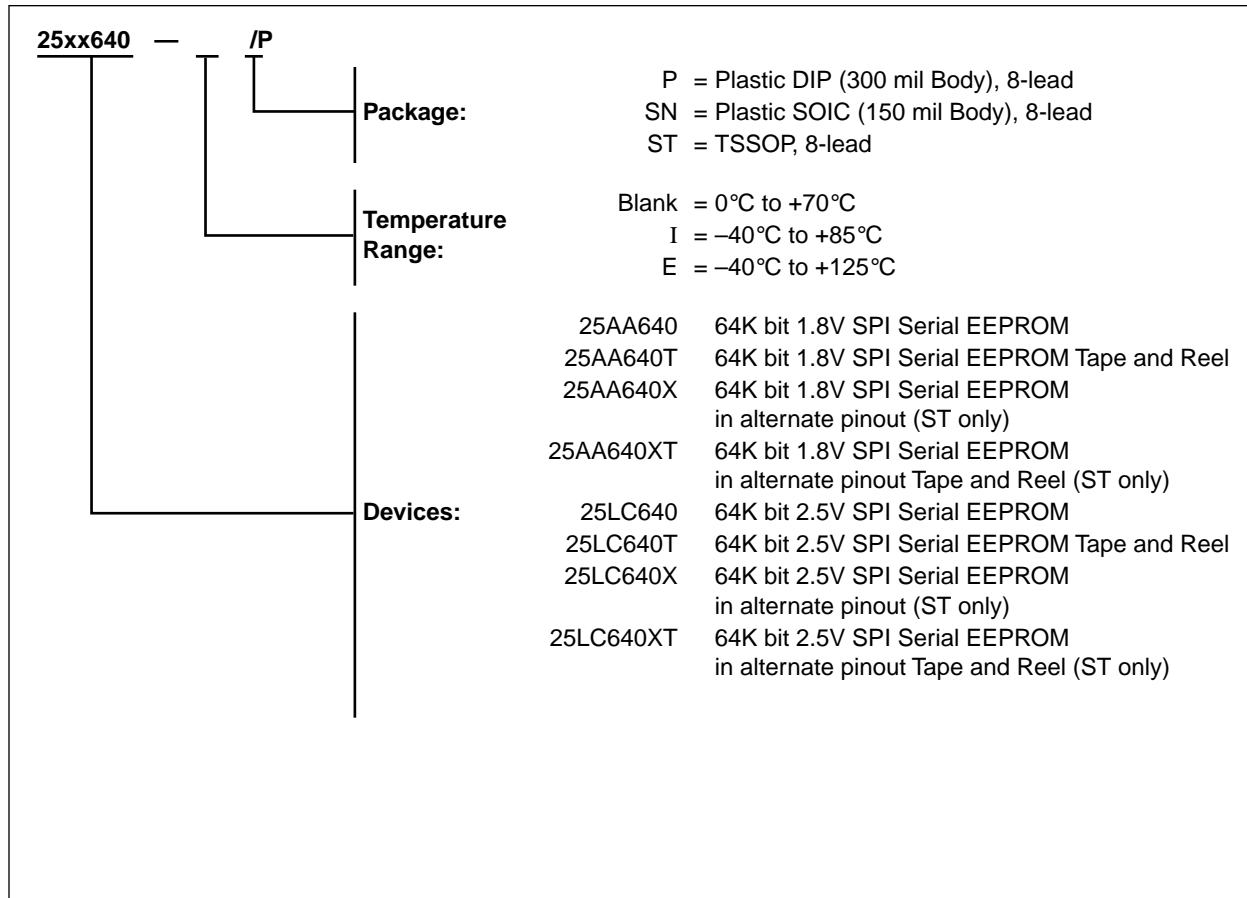 25xx640 — /P
Package:
P = Plastic DIP (300 mil Body), 8-lead
SN = Plastic SOIC (150 mil Body), 8-lead
ST = TSSOP, 8-lead
Temperature
Range:
Blank = 0°C to +70°C
I = –40°C to +85°C
E = –40°C to +125°C
Devices:
25AA640 64K bit 1.8V SPI Serial EEPROM
25AA640T 64K bit 1.8V SPI Serial EEPROM Tape and Reel
25AA640X 64K bit 1.8V SPI Serial EEPROM
in alternate pinout (ST only)
25AA640XT 64K bit 1.8V SPI Serial EEPROM
in alternate pinout Tape and Reel (ST only)
25LC640 64K bit 2.5V SPI Serial EEPROM
25LC640T 64K bit 2.5V SPI Serial EEPROM Tape and Reel
25LC640X 64K bit 2.5V SPI Serial EEPROM
in alternate pinout (ST only)
25LC640XT 64K bit 2.5V SPI Serial EEPROM
in alternate pinout Tape and Reel (ST only)